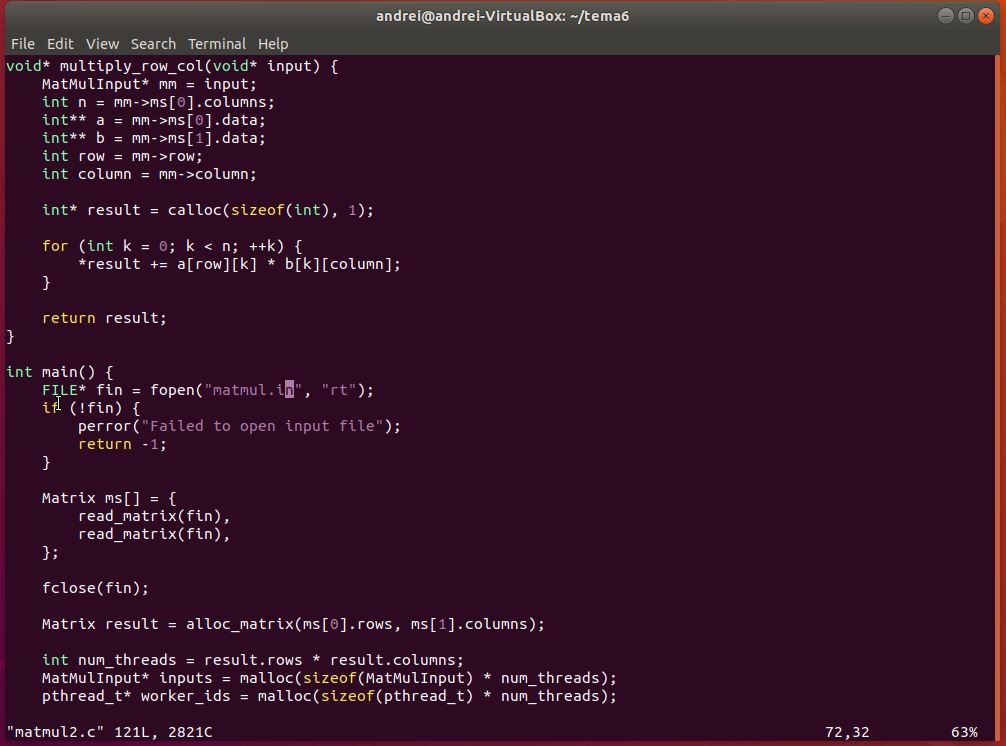 andrei@andrei-VirtualBox: ~/tema6
File Edit View Search Terminal Help
void* multiply_row_col(void* input) {
    MatMulInput* mm = input;
    int n = mm->ms[0].columns;
    int** a = mm->ms[0].data;
    int** b = mm->ms[1].data;
    int row = mm->row;
    int column = mm->column;

    int* result = calloc(sizeof(int), 1);

    for (int k = 0; k < n; ++k) {
        *result += a[row][k] * b[k][column];
    }

    return result;
}

int main() {
    FILE* fin = fopen("matmul.in", "rt");
    if (!fin) {
        perror("Failed to open input file");
        return -1;
    }

    Matrix ms[] = {
        read_matrix(fin),
        read_matrix(fin),
    };

    fclose(fin);

    Matrix result = alloc_matrix(ms[0].rows, ms[1].columns);

    int num_threads = result.rows * result.columns;
    MatMulInput* inputs = malloc(sizeof(MatMulInput) * num_threads);
    pthread_t* worker_ids = malloc(sizeof(pthread_t) * num_threads);

"matmul2.c" 121L, 2821C 72,32 63%